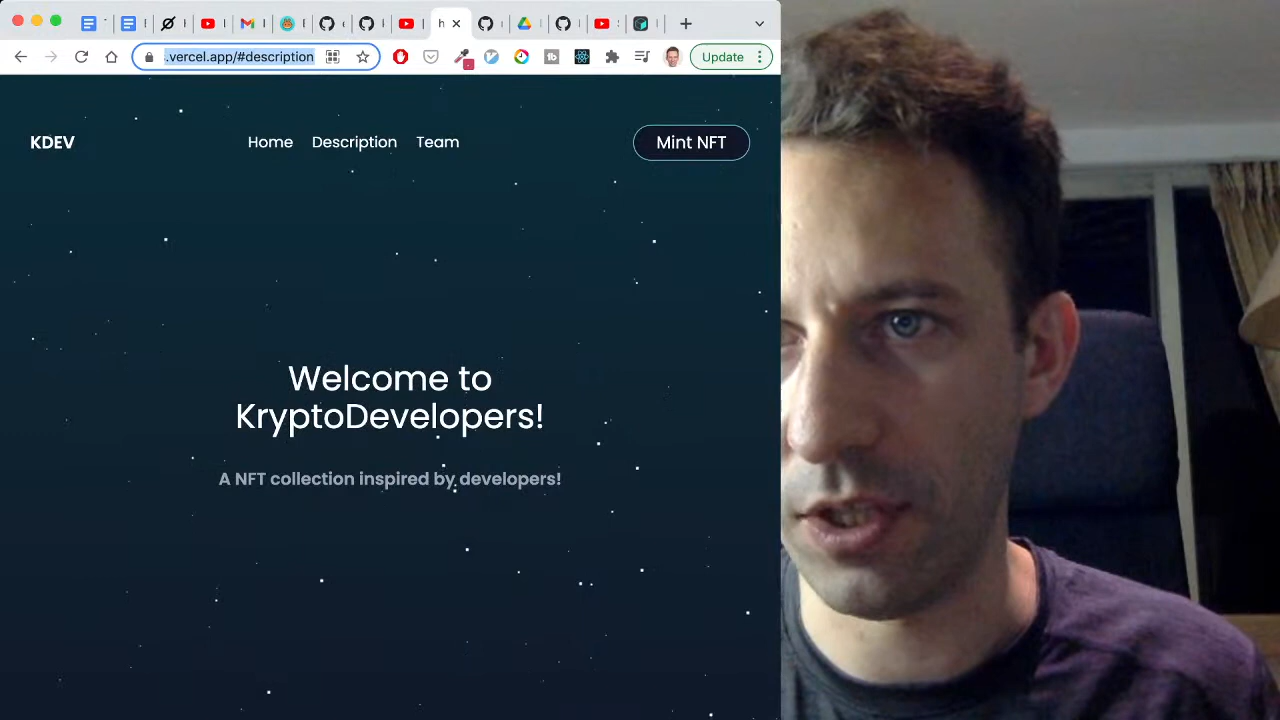 .vercel.app/#description
Update
KDEV
Home Description Team
Mint NFT
Welcome to
KryptoDevelopers!
A NFT collection inspired by developers!